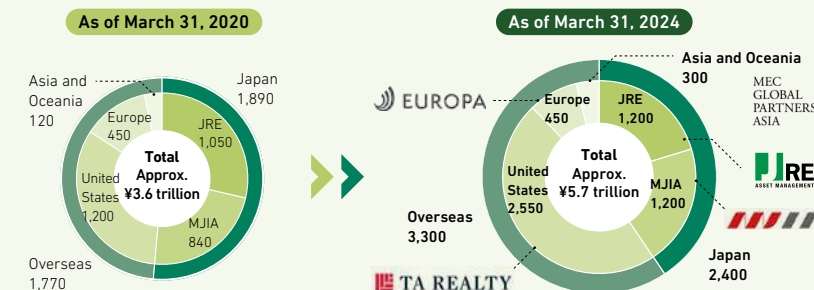 As of March 31, 2020
Asia and
Oceania
120
Japan
1,890
Europe
450
JRE
1,050
Total
Approx.
¥3.6 trillion
United
States
1,200
MJIA
840
Overseas
1,770
As of March 31, 2024
Asia and Oceania
300
EUROPA
Europe
450
JRE
1,200
MEC
GLOBAL
PARTNERS
ASIA
Total
Approx.
¥5.7 trillion
United
States
2,550
MJIA
1,200
JRE
ASSET MANAGEMENT
Overseas
3,300
Japan
2,400
TA REALTY